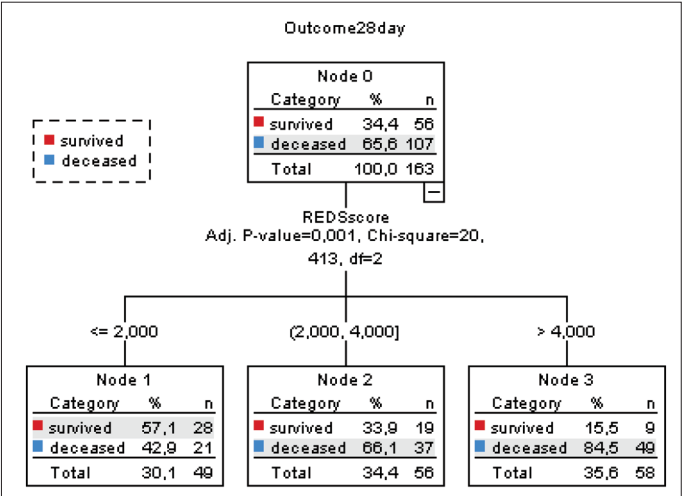 Outcome28day
survived
deceased
Node 0
Category % n
survived 34,4 56
deceased 65,6 107
Total 100,0 163
REDSscore
Adj. P-value=0,001, Chi-square=20,
413, df=2
<= 2,000
(2,000, 4,000]
> 4,000
Node 1
Category % n
survived 57,1 28
deceased 42,9 21
Total 30,1 49
Node 2
Category % n
survived 33,9 19
deceased 66,1 37
Total 34,4 56
Node 3
Category % n
survived 15,5 9
deceased 84,5 49
Total 35,6 58